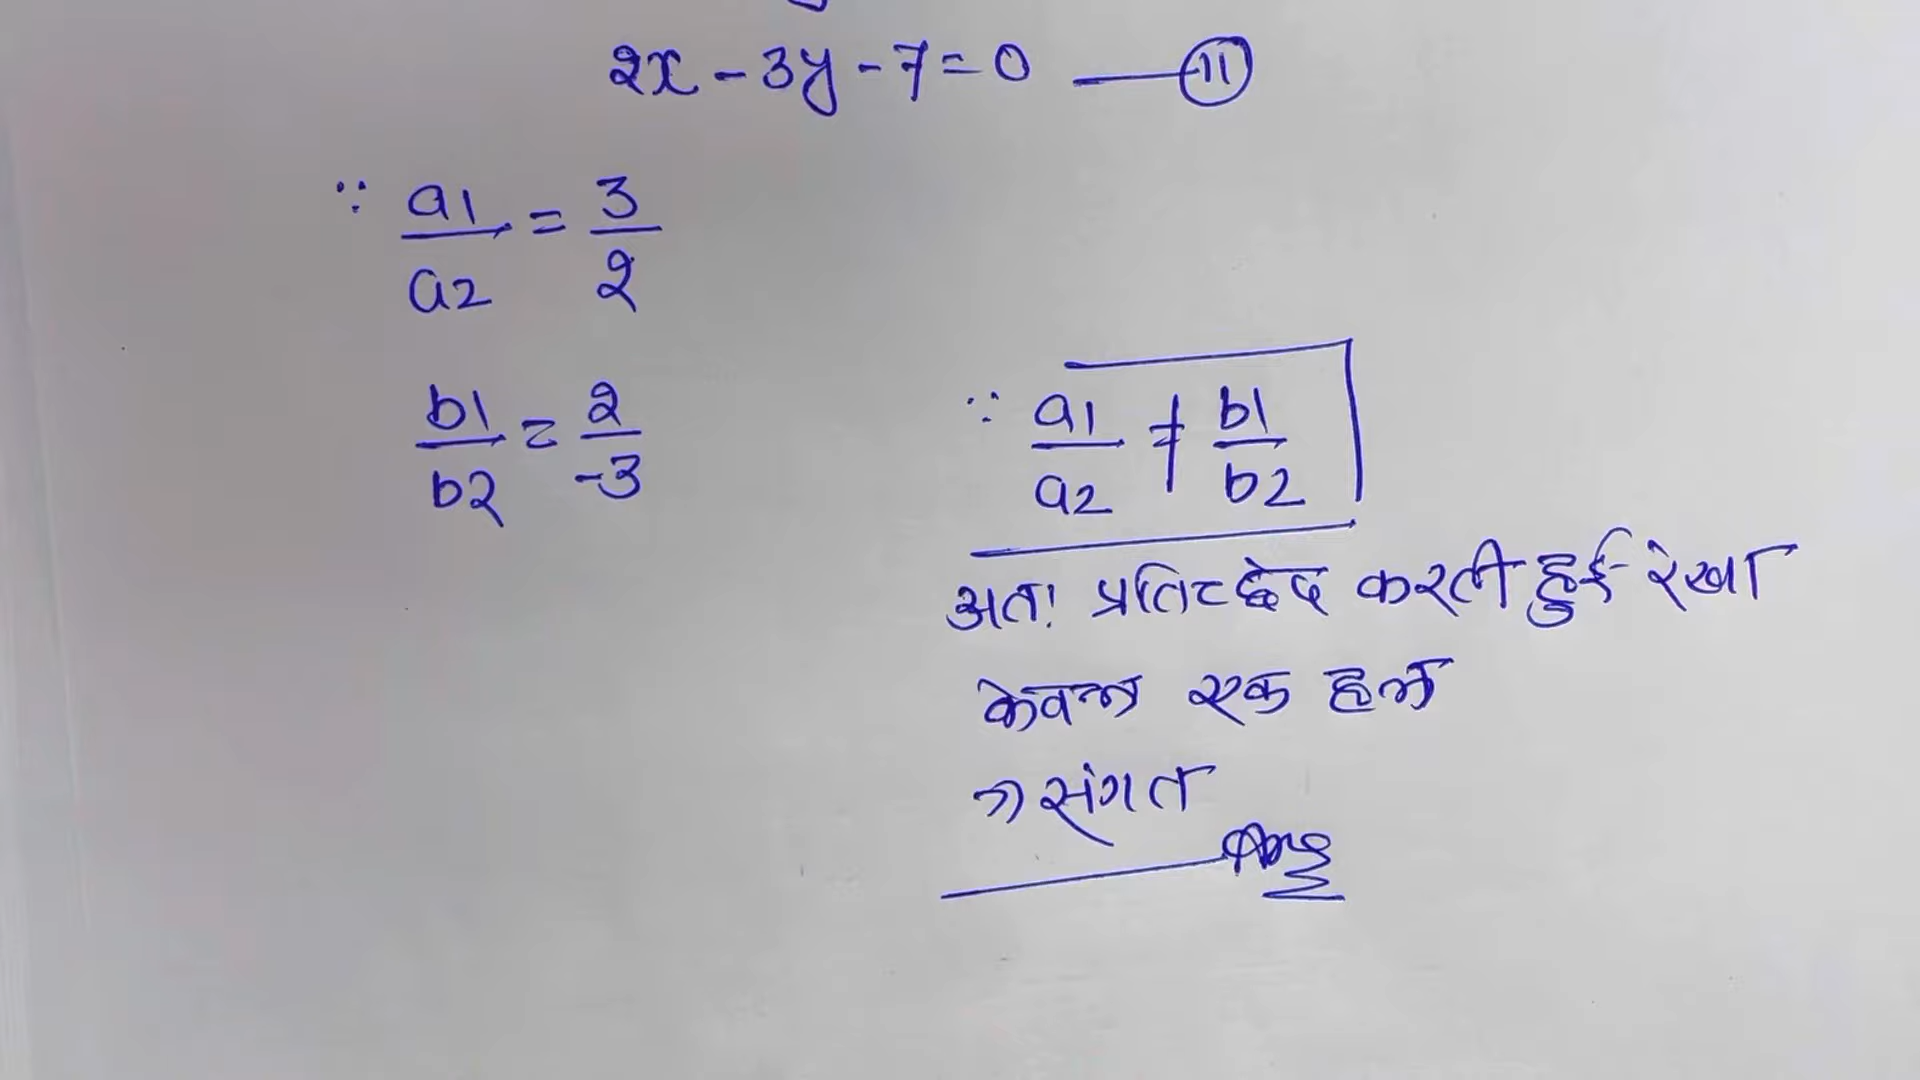 2x - 3y - 7 = 0 —(11)
∵ a1/a2 = 3/2
b1/b2 = 2/-3
∵ a1/a2 ≠ b1/b2
अत! प्रतिच्छेद करती हुई रेखा
केवल एक हल
→ संगत
Ans